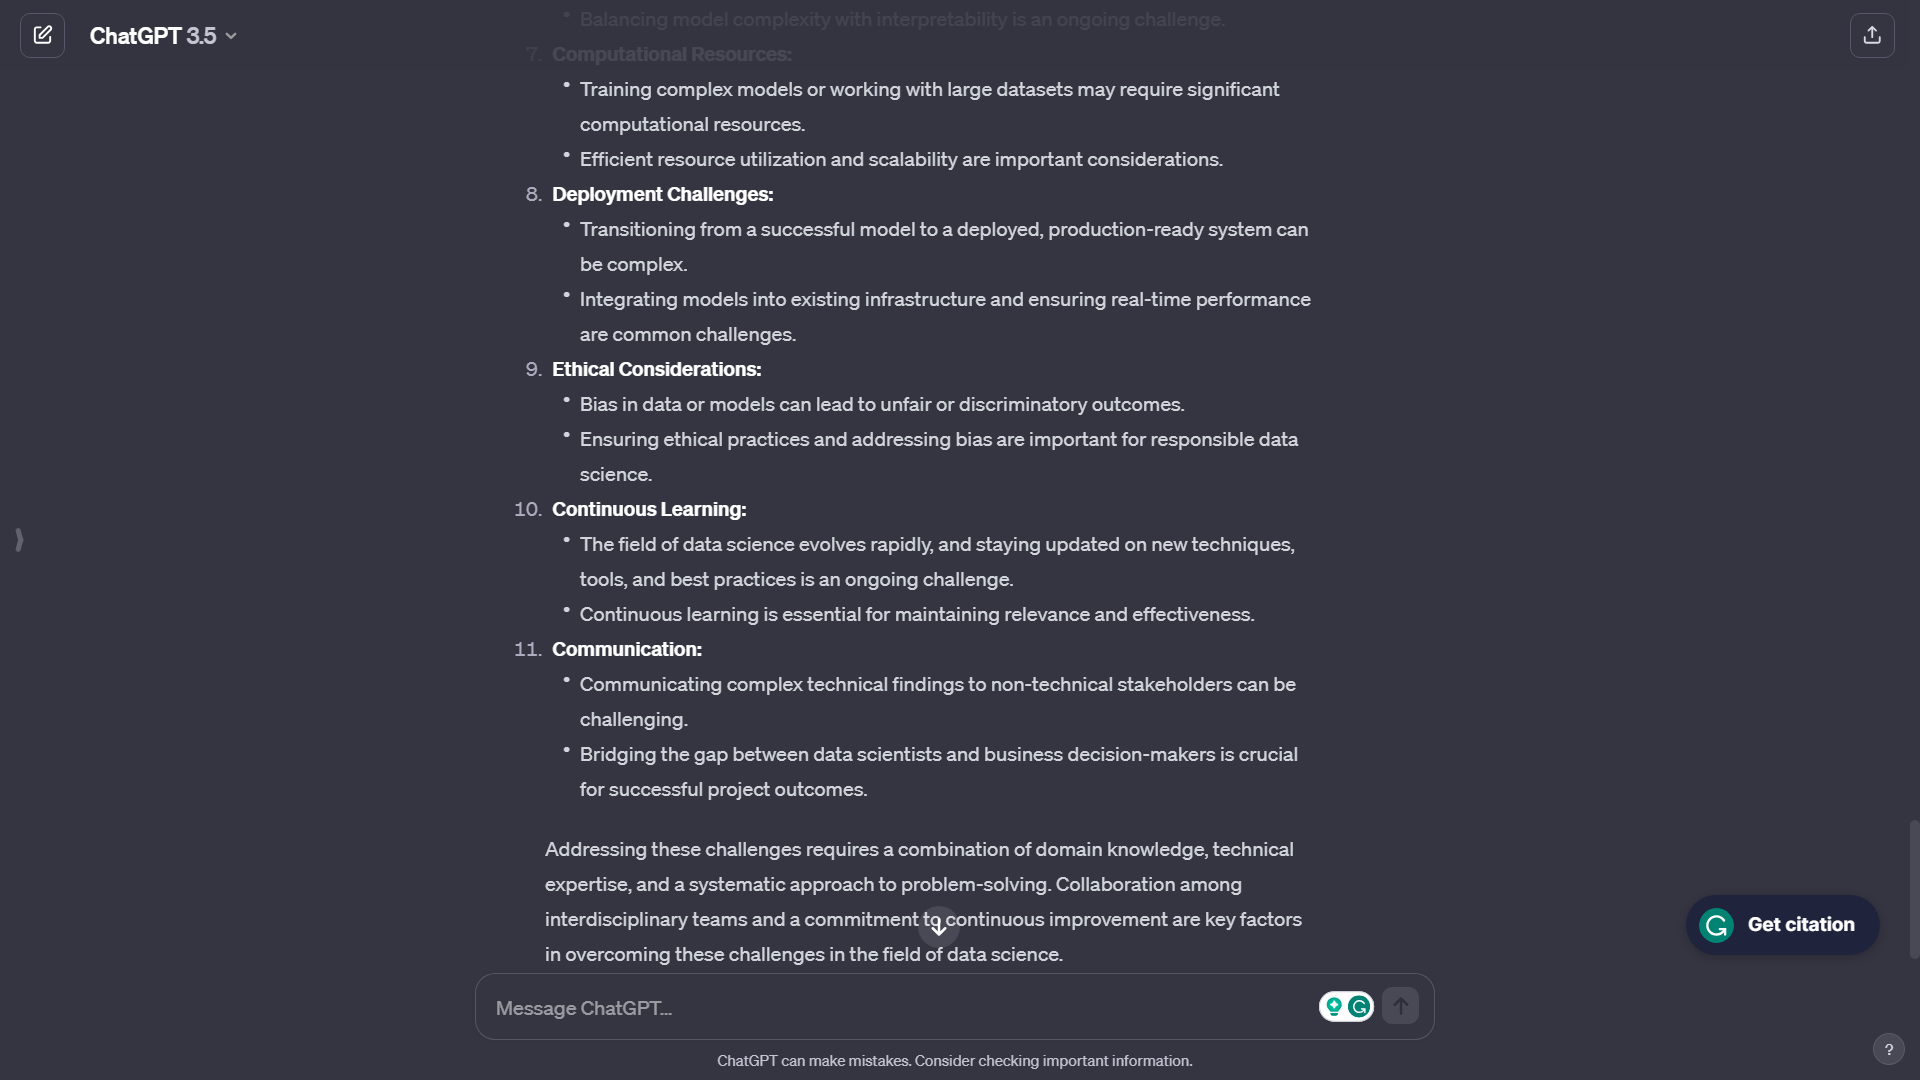 ChatGPT 3.5
• Balancing model complexity with interpretability is an ongoing challenge.
7. Computational Resources:
• Training complex models or working with large datasets may require significant
computational resources.
• Efficient resource utilization and scalability are important considerations.
8. Deployment Challenges:
• Transitioning from a successful model to a deployed, production-ready system can
be complex.
• Integrating models into existing infrastructure and ensuring real-time performance
are common challenges.
9. Ethical Considerations:
• Bias in data or models can lead to unfair or discriminatory outcomes.
• Ensuring ethical practices and addressing bias are important for responsible data
science.
10. Continuous Learning:
• The field of data science evolves rapidly, and staying updated on new techniques,
tools, and best practices is an ongoing challenge.
• Continuous learning is essential for maintaining relevance and effectiveness.
11. Communication:
• Communicating complex technical findings to non-technical stakeholders can be
challenging.
• Bridging the gap between data scientists and business decision-makers is crucial
for successful project outcomes.
Addressing these challenges requires a combination of domain knowledge, technical
expertise, and a systematic approach to problem-solving. Collaboration among
interdisciplinary teams and a commitment to continuous improvement are key factors
in overcoming these challenges in the field of data science.
Get citation
Message ChatGPT...
ChatGPT can make mistakes. Consider checking important information.
?